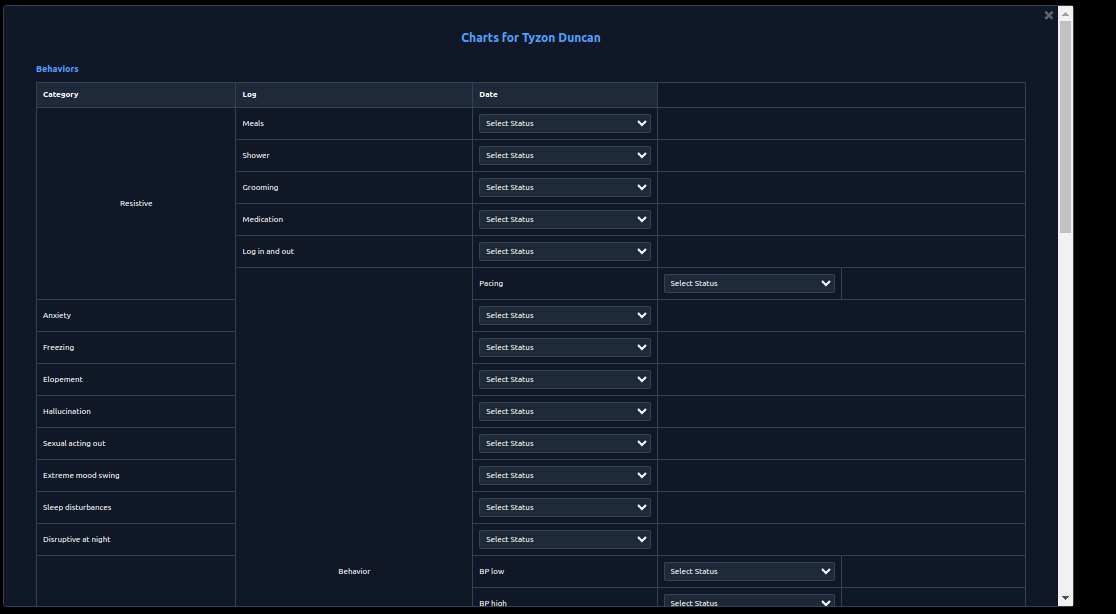 Charts for Tyzon Duncan
Behaviors
Category Log Date
Meals Select Status
Shower Select Status
Grooming Select Status
Resistive
Medication Select Status
Log in and out Select Status
Pacing Select Status
Anxiety Select Status
Freezing Select Status
Elopement Select Status
Hallucination Select Status
Sexual acting out Select Status
Extreme mood swing Select Status
Sleep disturbances Select Status
Disruptive at night Select Status
Behavior BP low Select Status
BP high Select Status